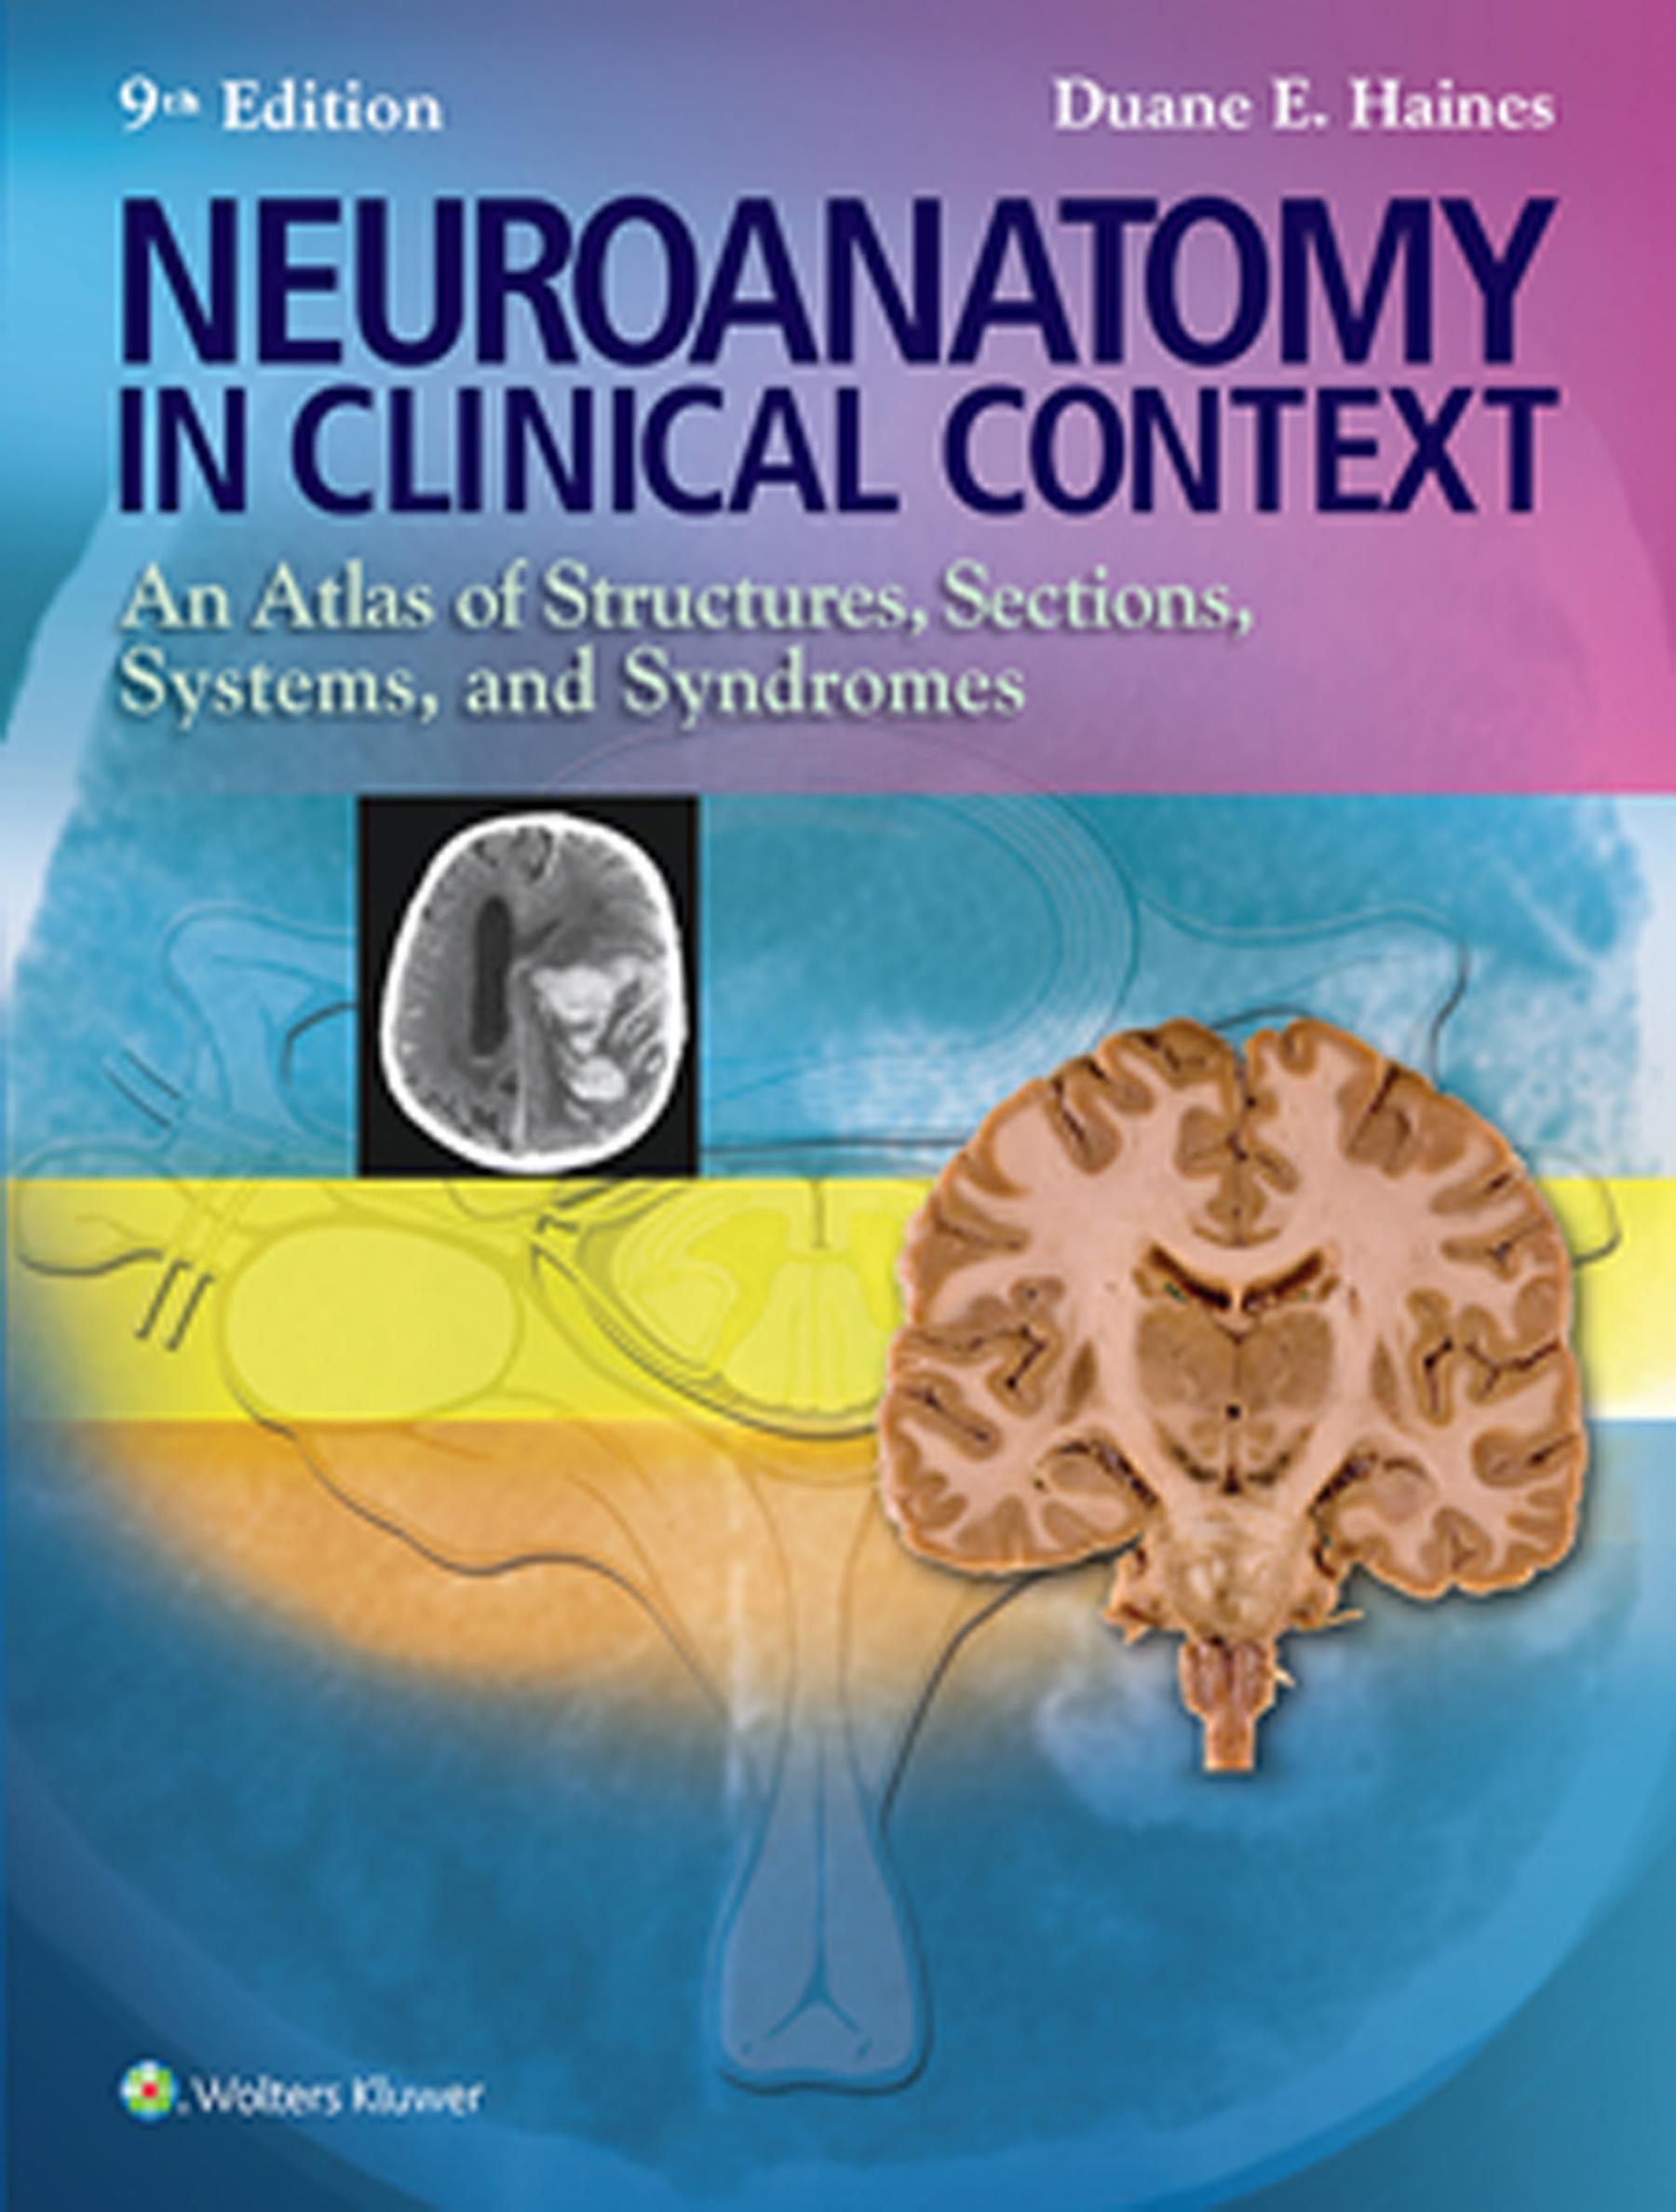 9th Edition
Duane E. Haines
NEUROANATOMY
IN CLINICAL CONTEXT
An Atlas of Structures, Sections,
Systems, and Syndromes
Wolters Kluwer